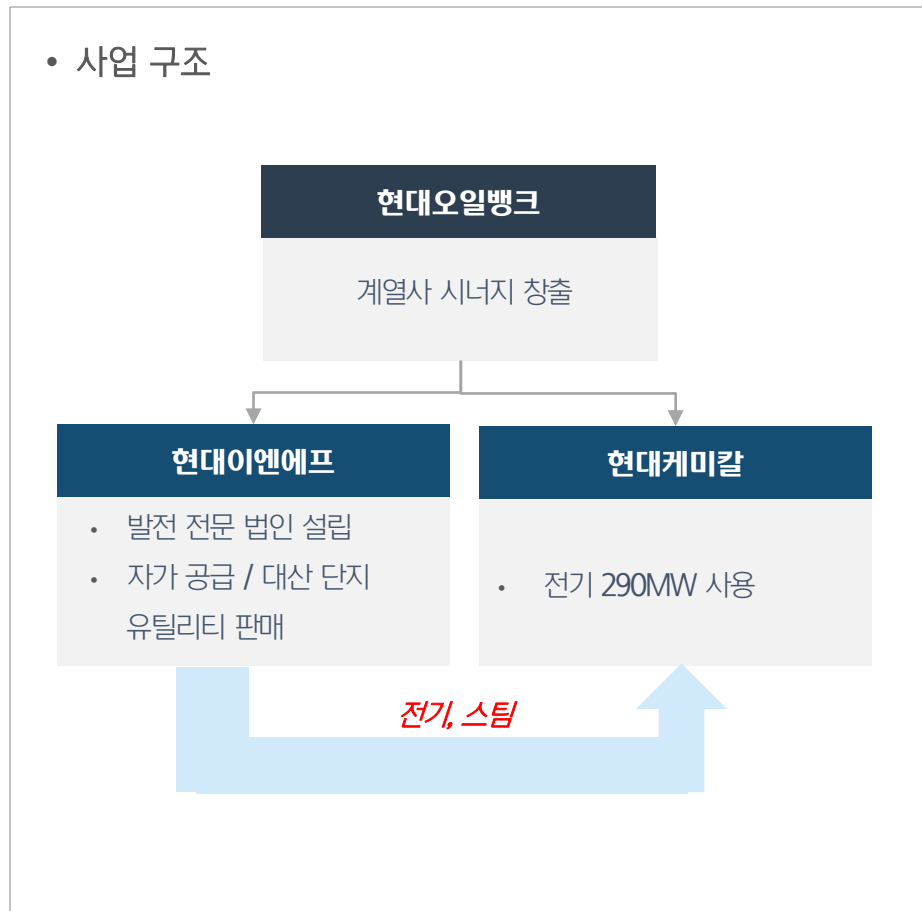 • 사업 구조
현대오일뱅크
계열사 시너지 창출
현대이엔에프
• 발전 전문 법인 설립
• 자가 공급 / 대산 단지
유틸리티 판매
현대케미칼
• 전기 290MW 사용
전기, 스팀